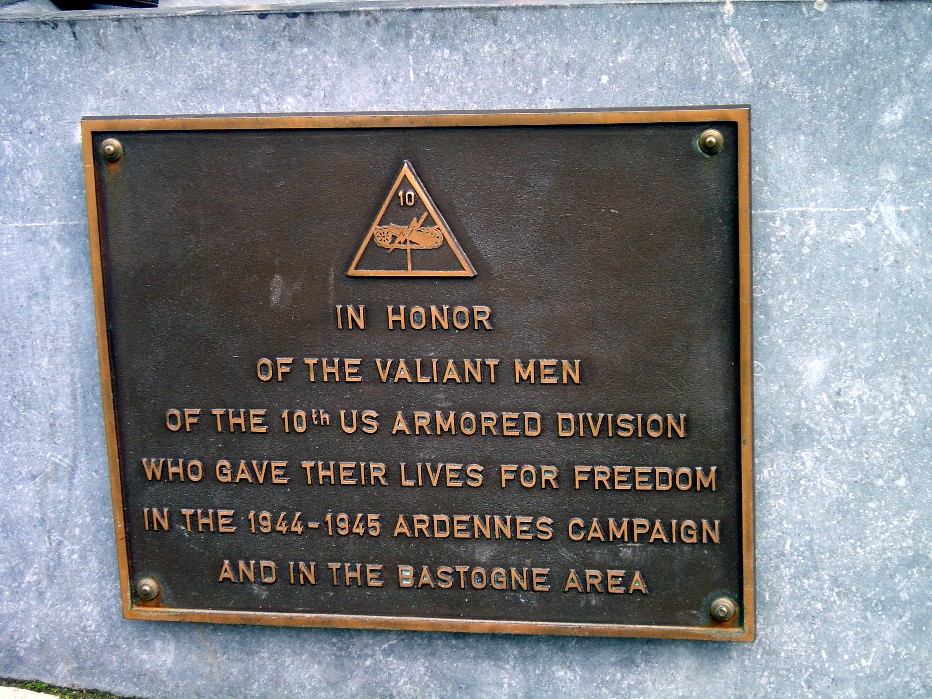 10
IN HONOR
OF THE VALIANT MEN
OF THE 10th US ARMORED DIVISION
WHO GAVE THEIR LIVES FOR FREEDOM
IN THE 1944-1945 ARDENNES CAMPAIGN
AND IN THE BASTOGNE AREA